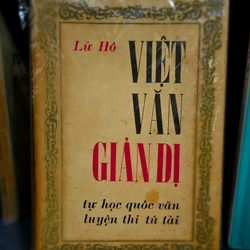 Lữ Hồ
VIỆT
VĂN
GIẢN DỊ
tự học quốc văn
luyện thi tú tài